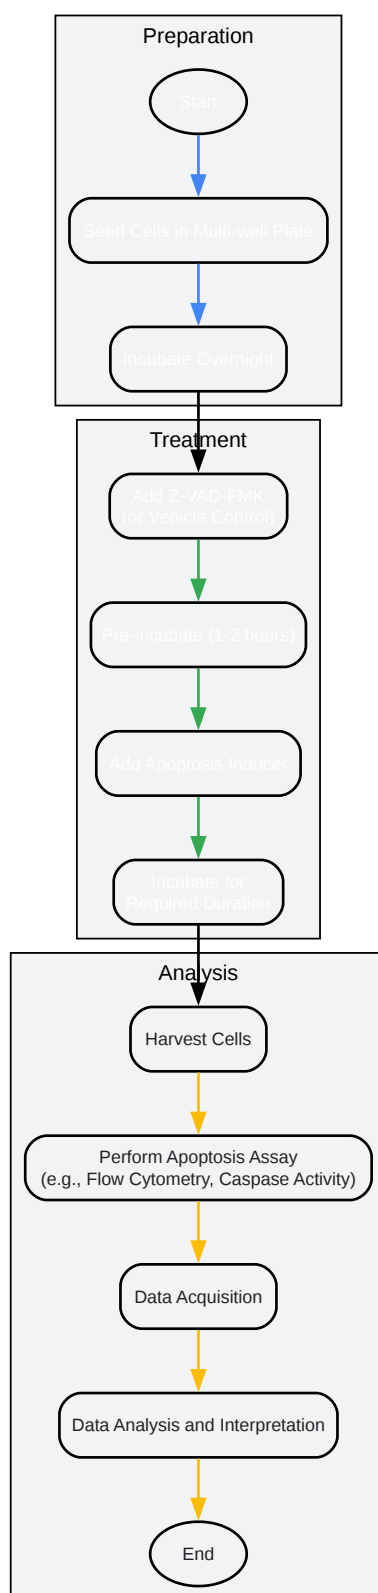 Preparation
Start
Seed Cells in Multi-well Plate
Incubate Overnight
Treatment
Add Z-VAD-FMK
(or Vehicle Control)
Pre-incubate (1-2 hours)
Add Apoptosis Inducer
Incubate for
Required Duration
Analysis
Harvest Cells
Perform Apoptosis Assay
(e.g., Flow Cytometry, Caspase Activity)
Data Acquisition
Data Analysis and Interpretation
End